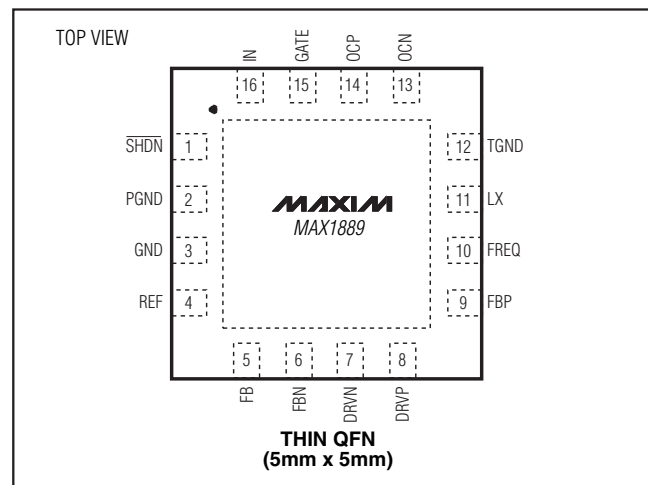 TOP VIEW
IN
GATE
OCP
OCN
16
15
14
13
SHDN 1
12 TGND
PGND 2
11 LX
MAXIM
MAX1889
GND 3
10 FREQ
REF 4
9 FBP
5
6
7
8
FB
FBN
DRVN
DRVP
THIN QFN
(5mm x 5mm)